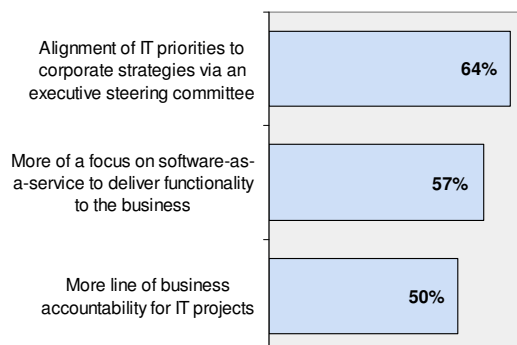 Alignment of IT priorities to
corporate strategies via an
executive steering committee
64%
More of a focus on software-as-
a-service to deliver functionality
to the business
57%
More line of business
accountability for IT projects
50%